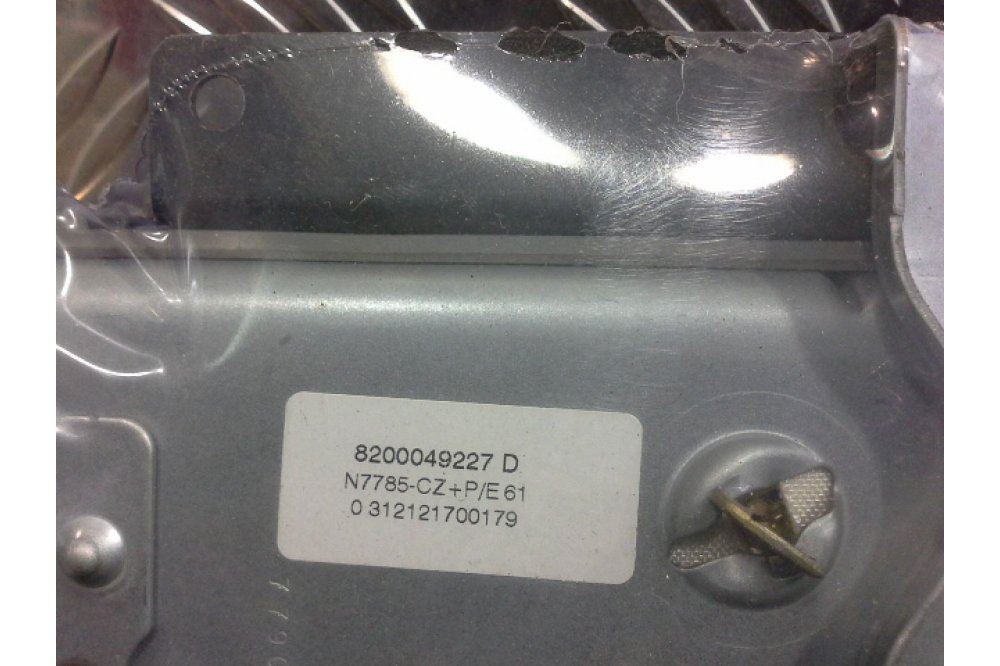 8200049227 D
N7785-CZ+P/E 61
0 312121700179